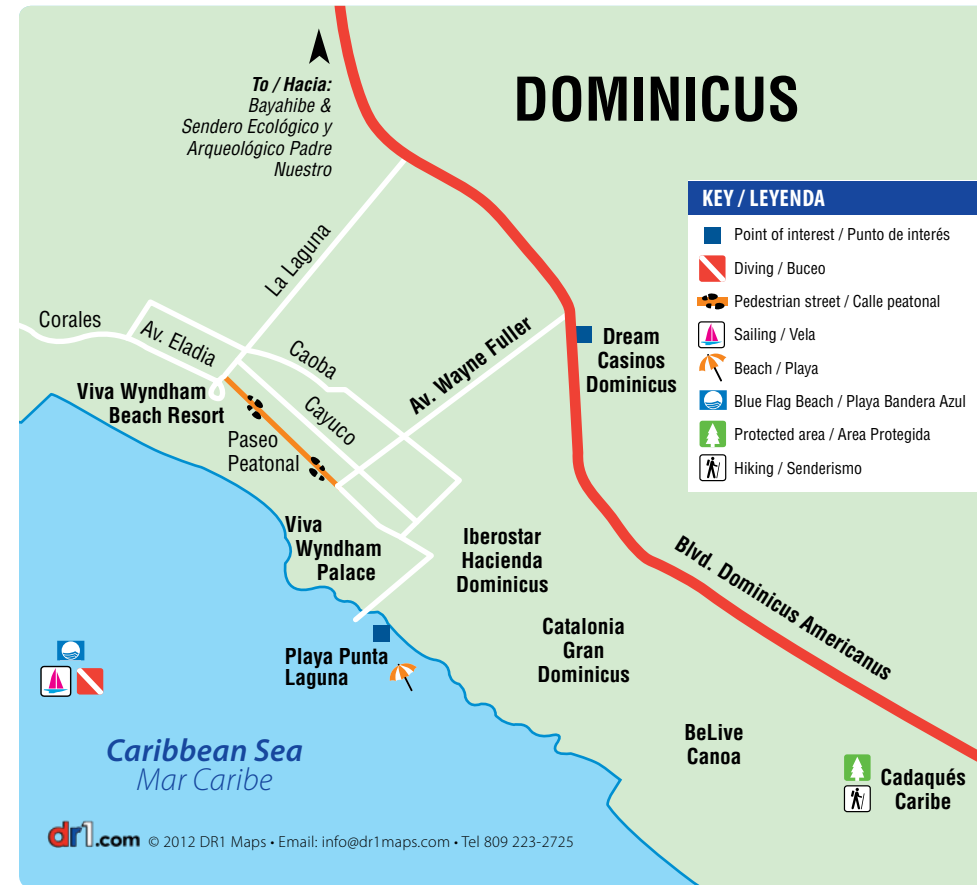 To / Hacia:
Bayahibe &
Sendero Ecológico y
Arqueológico Padre
Nuestro
DOMINICUS
KEY / LEYENDA
Point of interest / Punto de interés
Diving / Buceo
Pedestrian street / Calle peatonal
Sailing / Vela
Beach / Playa
Blue Flag Beach / Playa Bandera Azul
Protected area / Area Protegida
Hiking / Senderismo
La Laguna
Corales
Av. Eladia
Caoba
Av. Wayne Fuller
Dream
Casinos
Dominicus
Viva Wyndham
Beach Resort
Cayuco
Paseo
Peatonal
Viva
Wyndham
Palace
Iberostar
Hacienda
Dominicus
Blvd. Dominicus Americanus
Catalonia
Gran
Dominicus
Playa Punta
Laguna
BeLive
Canoa
Cadaqués
Caribe
Caribbean Sea
Mar Caribe
dr1.com © 2012 DR1 Maps • Email: info@dr1maps.com • Tel 809 223-2725